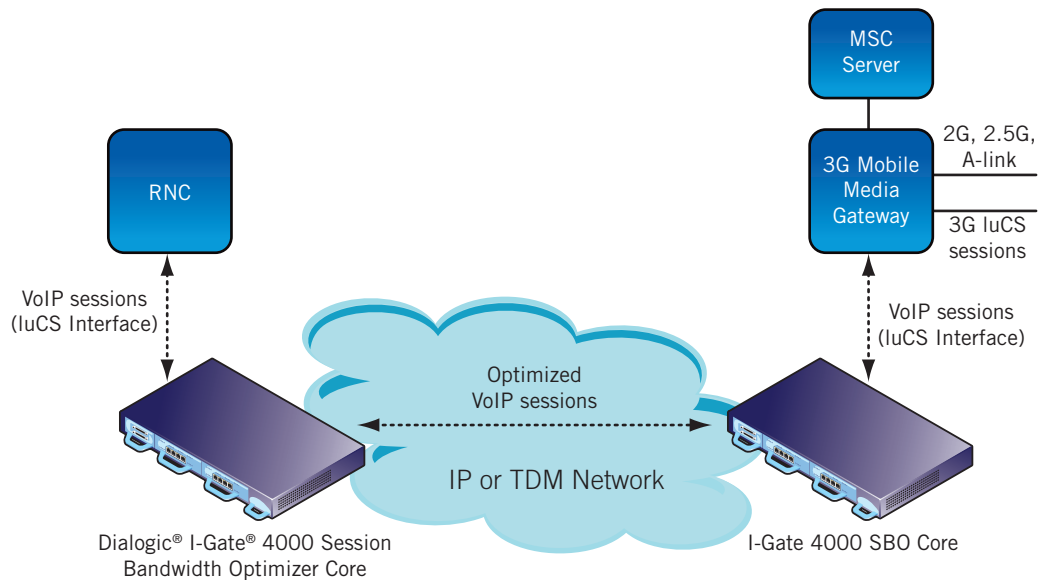 MSC
Server
RNC
3G Mobile
Media
Gateway
2G, 2.5G,
A-link
3G IuCS
sessions
VoIP sessions
(IuCS Interface)
VoIP sessions
(IuCS Interface)
Optimized
VoIP sessions
IP or TDM Network
Dialogic® I-Gate® 4000 Session
Bandwidth Optimizer Core
I-Gate 4000 SBO Core